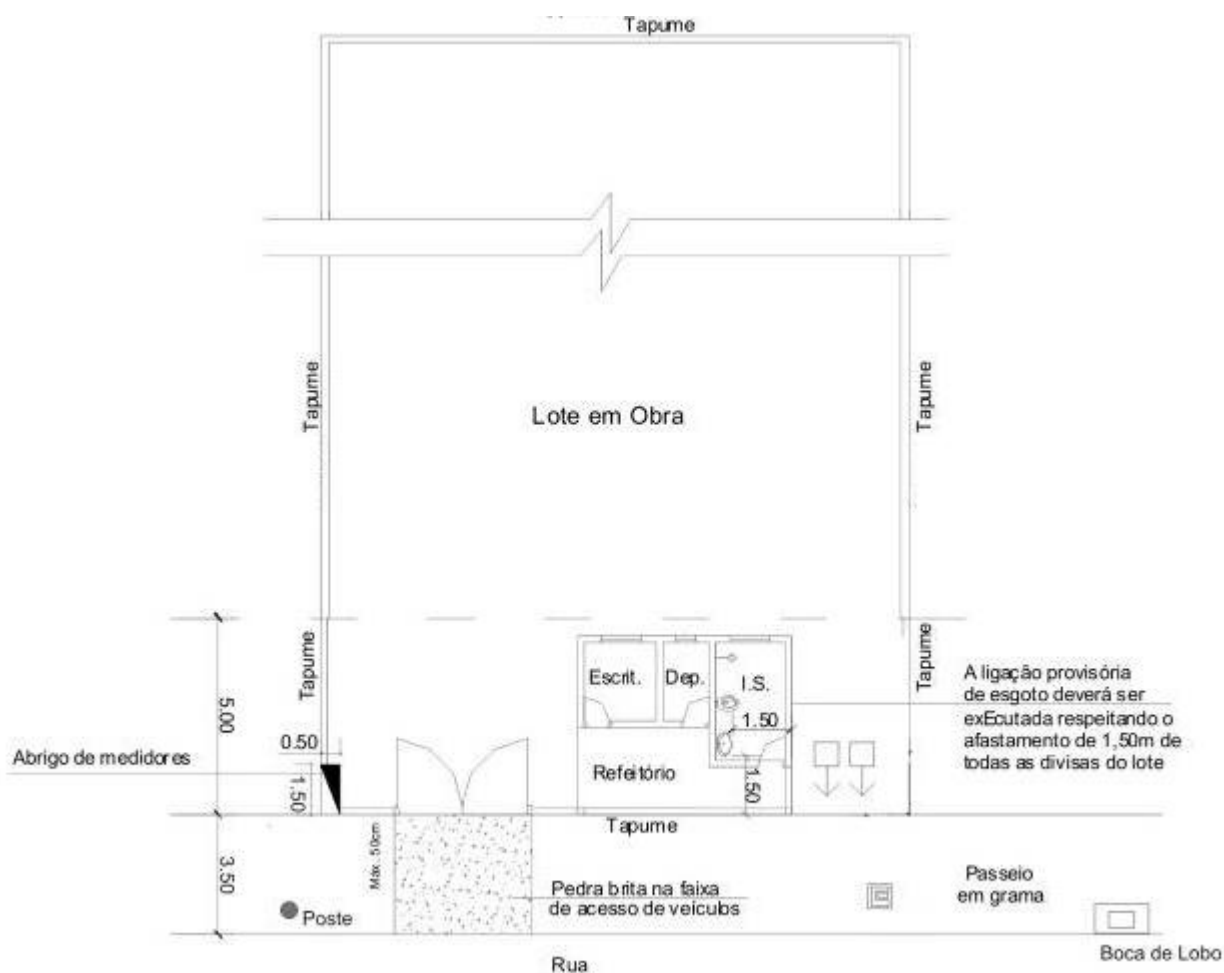 Tapume
Tapume
Tapume
Lote em Obra
Tapume
Tapume
5.00
Escrit.
Dep.
I.S.
1.50
A ligação provisória
de esgoto deverá ser
exEcutada respeitando o
afastamento de 1,50m de
todas as divisas do lote
0.50
Abrigo de medidores
1.50
Refeitório
1.50
Tapume
Max. 50cm
3.50
Pedra brita na faixa
de acesso de veículos
Passeio
em grama
Poste
Boca de Lobo
Rua